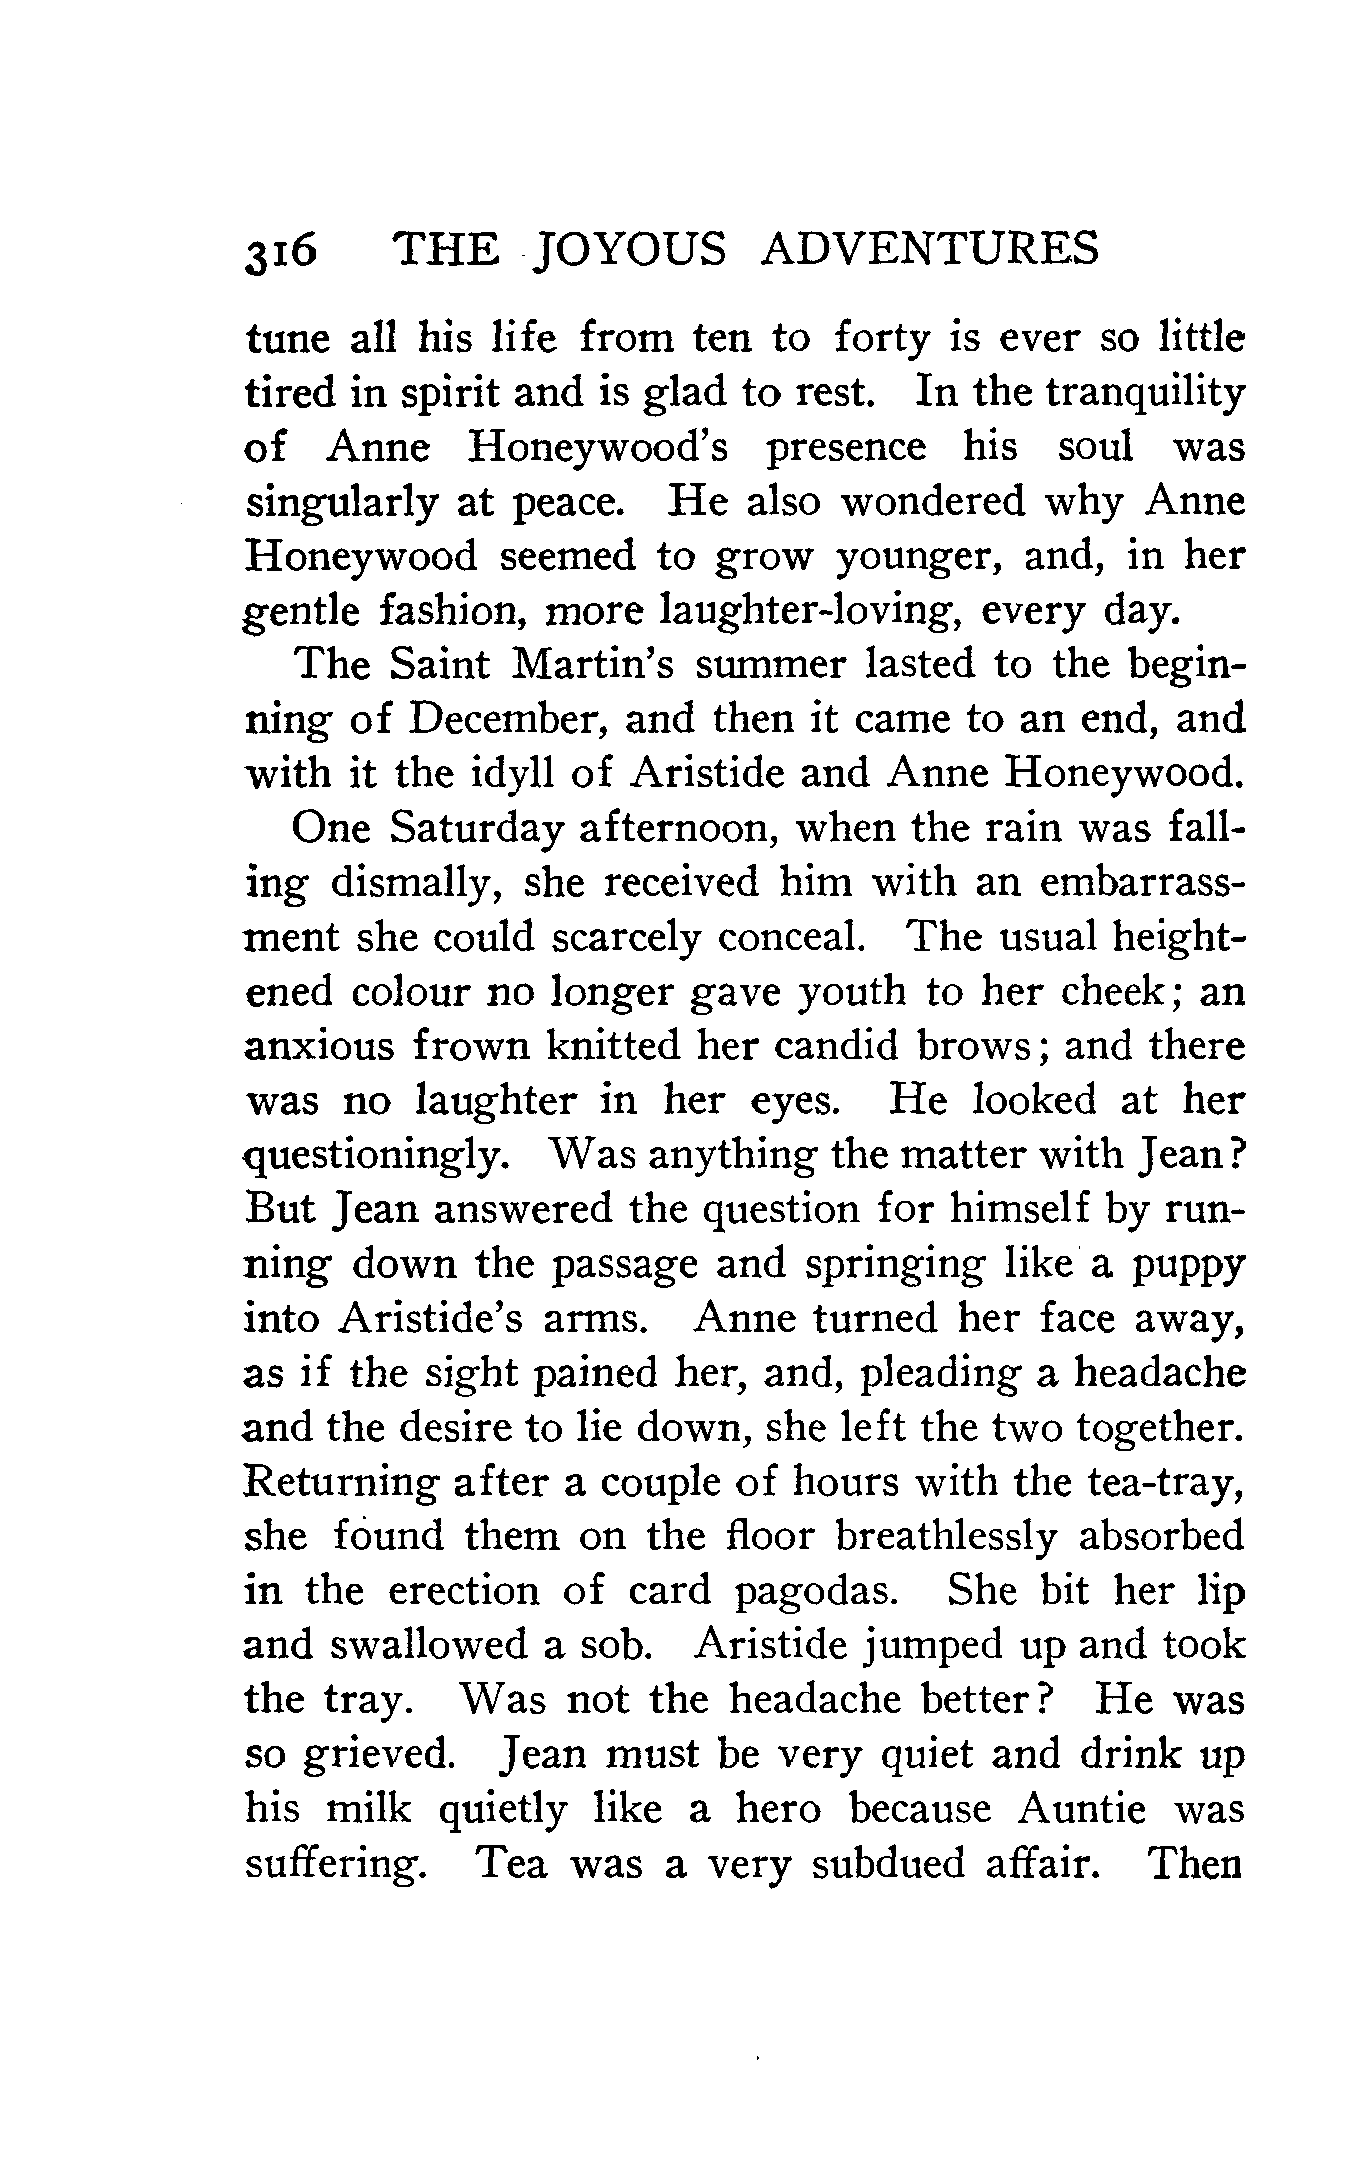 316 THE JOYOUS ADVENTURES
tune all his life from ten to forty is ever so little
tired in spirit and is glad to rest. In the tranquility
of Anne Honeywood's presence his soul was
singularly at peace. He also wondered why Anne
Honeywood seemed to grow younger, and, in her
gentle fashion, more laughter-loving, every day.
The Saint Martin's summer lasted to the begin-
ning of December, and then it came to an end, and
with it the idyll of Aristide and Anne Honeywood.
One Saturday afternoon, when the rain was fall-
ing dismally, she received him with an embarrass-
ment she could scarcely conceal. The usual height-
ened colour no longer gave youth to her cheek; an
anxious frown knitted her candid brows; and there
was no laughter in her eyes. He looked at her
questioningly. Was anything the matter with Jean?
But Jean answered the question for himself by run-
ning down the passage and springing like a puppy
into Aristide's arms. Anne turned her face away,
as if the sight pained her, and, pleading a headache
and the desire to lie down, she left the two together.
Returning after a couple of hours with the tea-tray,
she found them on the floor breathlessly absorbed
in the erection of card pagodas. She bit her lip
and swallowed a sob. Aristide jumped up and took
the tray. Was not the headache better? He was
so grieved. Jean must be very quiet and drink up
his milk quietly like a hero because Auntie was
suffering. Tea was a very subdued affair. Then